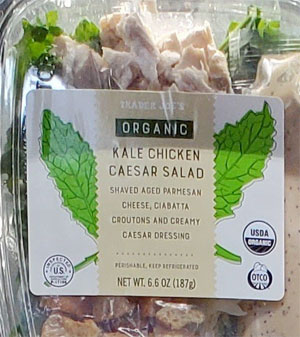 TRADER JOE'S
ORGANIC
KALE CHICKEN
CAESAR SALAD
SHAVED AGED PARMESAN
CHEESE, CIABATTA
CROUTONS AND CREAMY
CAESAR DRESSING
PERISHABLE, KEEP REFRIGERATED
NET WT. 6.6 OZ (187g)
USDA
ORGANIC
INSPECTED
U.S.
OTCO